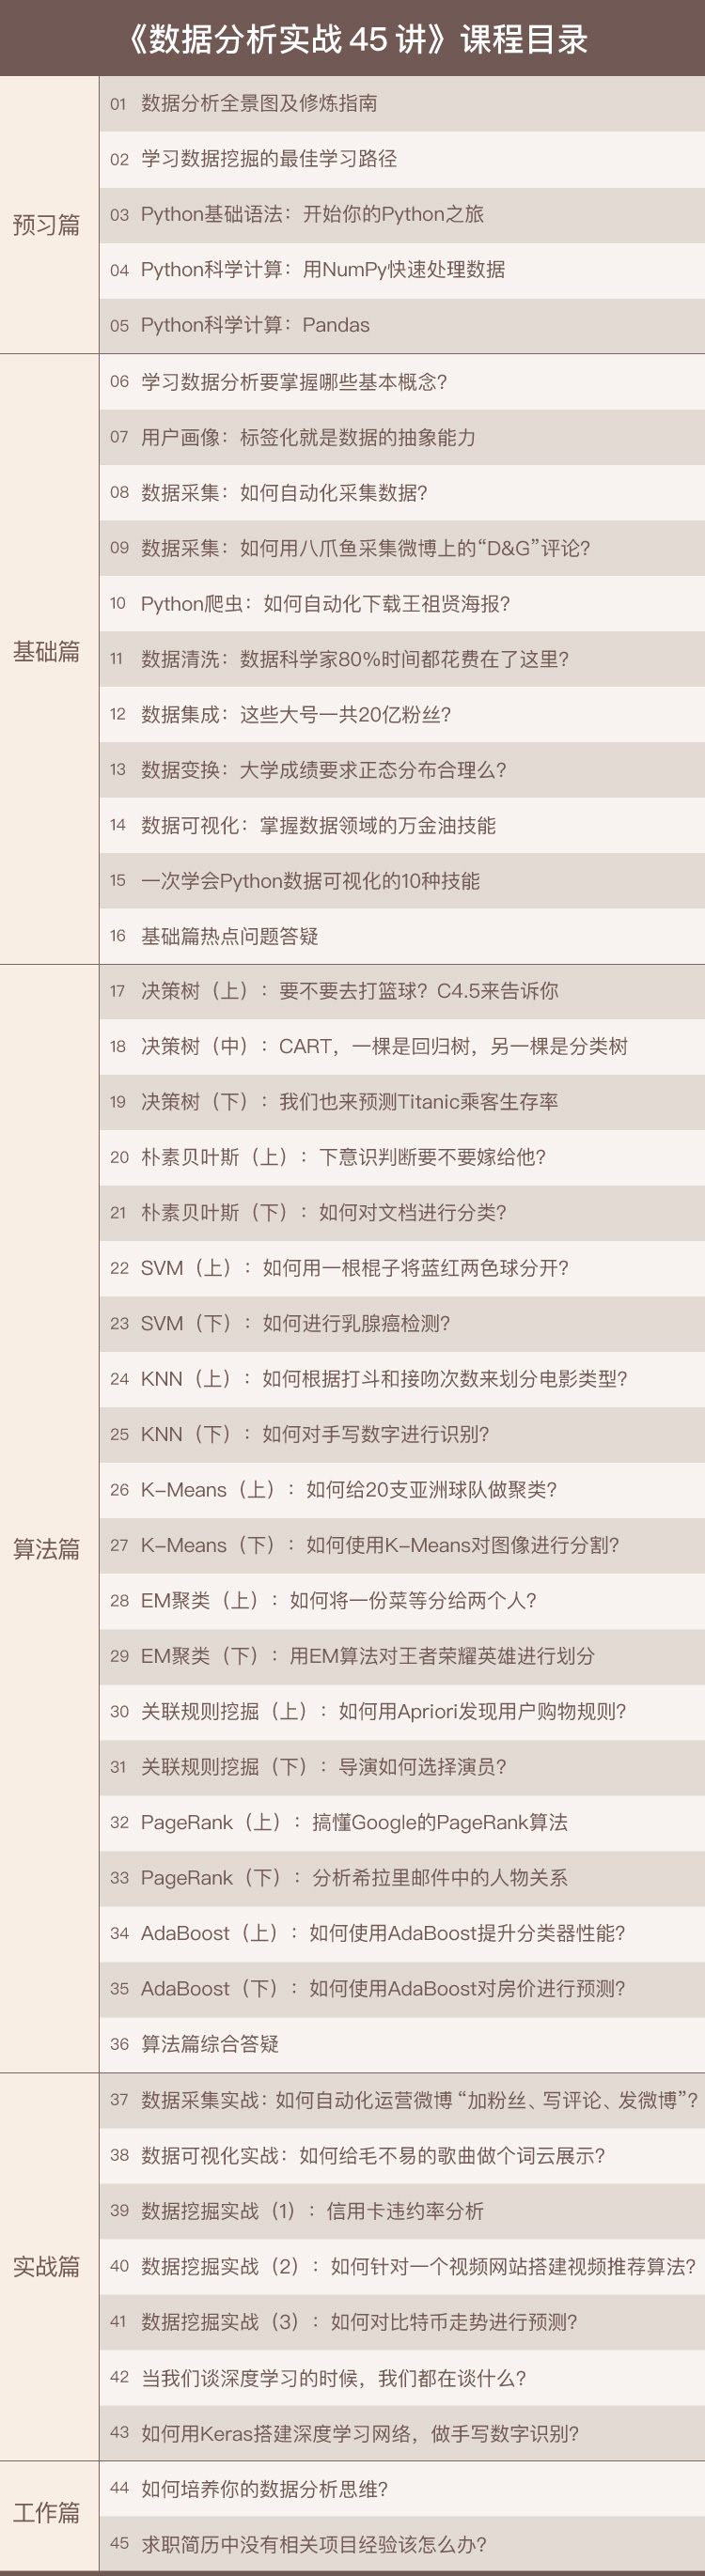 《数据分析实战 45 讲》课程目录
预习篇
01 数据分析全景图及修炼指南
02 学习数据挖掘的最佳学习路径
03 Python基础语法：开始你的Python之旅
04 Python科学计算：用NumPy快速处理数据
05 Python科学计算：Pandas
基础篇
06 学习数据分析要掌握哪些基本概念？
07 用户画像：标签化就是数据的抽象能力
08 数据采集：如何自动化采集数据？
09 数据采集：如何用八爪鱼采集微博上的“D&G”评论？
10 Python爬虫：如何自动化下载王祖贤海报？
11 数据清洗：数据科学家80%时间都花费在了这里？
12 数据集成：这些大号一共20亿粉丝？
13 数据变换：大学成绩要求正态分布合理么？
14 数据可视化：掌握数据领域的万金油技能
15 一次学会Python数据可视化的10种技能
16 基础篇热点问题答疑
算法篇
17 决策树（上）：要不要去打篮球？C4.5来告诉你
18 决策树（中）：CART，一棵是回归树，另一棵是分类树
19 决策树（下）：我们也来预测Titanic乘客生存率
20 朴素贝叶斯（上）：下意识判断要不要嫁给他？
21 朴素贝叶斯（下）：如何对文档进行分类？
22 SVM（上）：如何用一根棍子将蓝红两色球分开？
23 SVM（下）：如何进行乳腺癌检测？
24 KNN（上）：如何根据打斗和接吻次数来划分电影类型？
25 KNN（下）：如何对手写数字进行识别？
26 K-Means（上）：如何给20支亚洲球队做聚类？
27 K-Means（下）：如何使用K-Means对图像进行分割？
28 EM聚类（上）：如何将一份菜等分给两个人？
29 EM聚类（下）：用EM算法对王者荣耀英雄进行划分
30 关联规则挖掘（上）：如何用Apriori发现用户购物规则？
31 关联规则挖掘（下）：导演如何选择演员？
32 PageRank（上）：搞懂Google的PageRank算法
33 PageRank（下）：分析希拉里邮件中的人物关系
34 AdaBoost（上）：如何使用AdaBoost提升分类器性能？
35 AdaBoost（下）：如何使用AdaBoost对房价进行预测？
36 算法篇综合答疑
实战篇
37 数据采集实战：如何自动化运营微博“加粉丝、写评论、发微博”？
38 数据可视化实战：如何给毛不易的歌曲做个词云展示？
39 数据挖掘实战（1）：信用卡违约率分析
40 数据挖掘实战（2）：如何针对一个视频网站搭建视频推荐算法？
41 数据挖掘实战（3）：如何对比特币走势进行预测？
42 当我们谈深度学习的时候，我们都在谈什么？
43 如何用Keras搭建深度学习网络，做手写数字识别？
工作篇
44 如何培养你的数据分析思维？
45 求职简历中没有相关项目经验该怎么办？